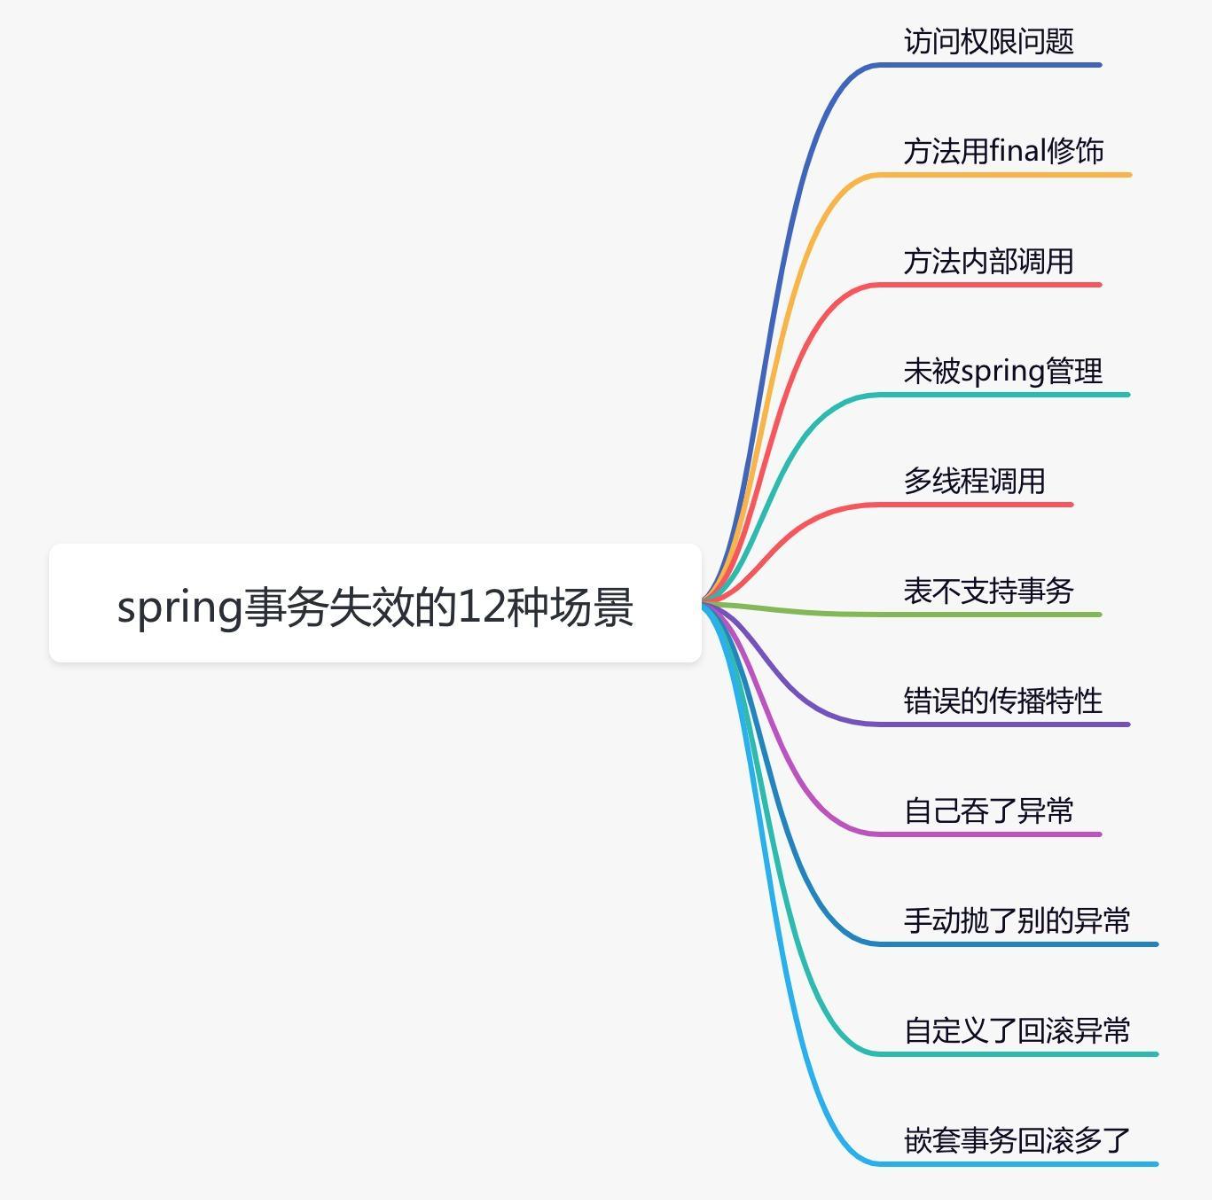 访问权限问题
方法用final修饰
方法内部调用
未被spring管理
多线程调用
spring事务失效的12种场景
表不支持事务
错误的传播特性
自己吞了异常
手动抛了别的异常
自定义了回滚异常
嵌套事务回滚多了